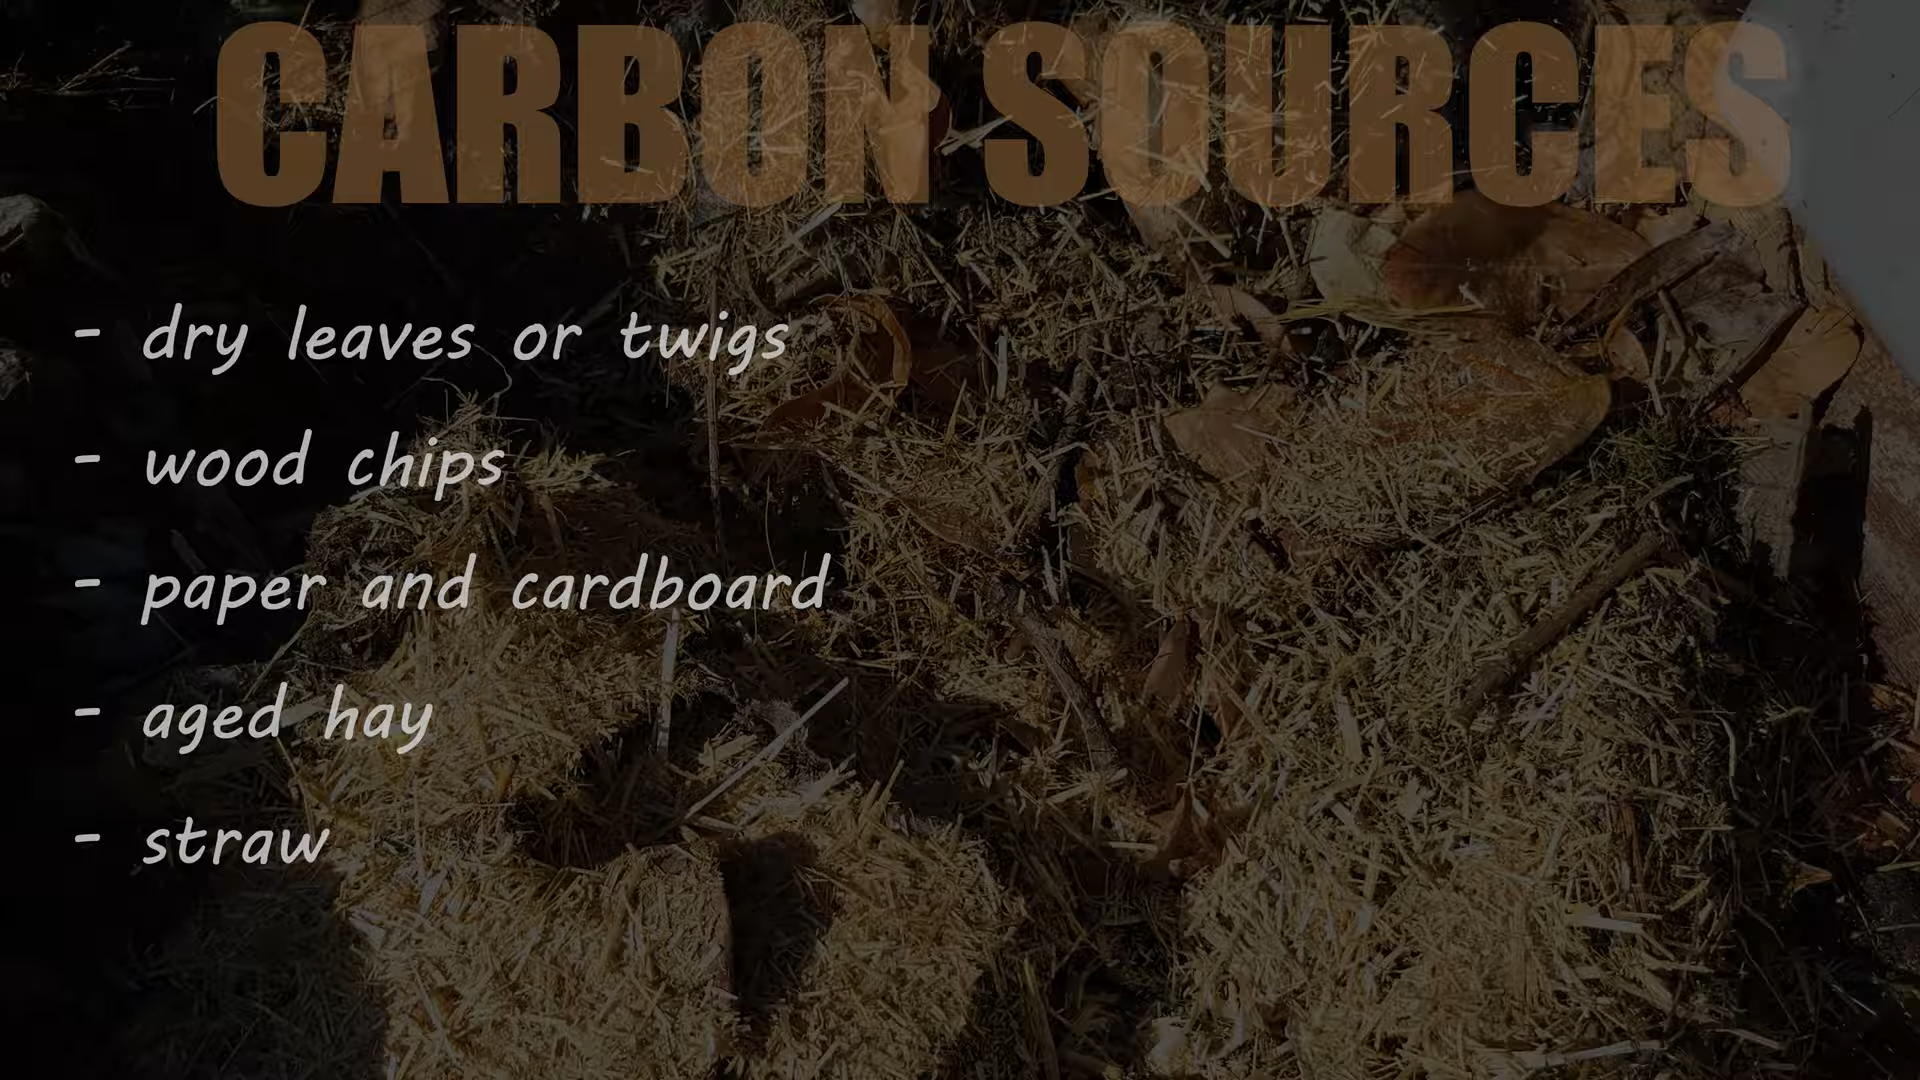 CARBON SOURCES
- dry leaves or twigs
- wood chips
- paper and cardboard
- aged hay
- straw